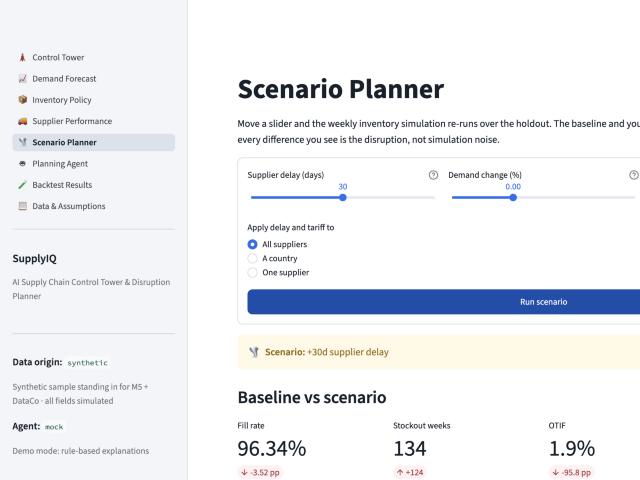 Control Tower
Demand Forecast
Inventory Policy
Supplier Performance
Scenario Planner
Planning Agent
Backtest Results
Data & Assumptions
SupplyIQ
AI Supply Chain Control Tower & Disruption
Planner
Data origin: synthetic
Synthetic sample standing in for M5 +
DataCo · all fields simulated
Agent: mock
Demo mode: rule-based explanations
Scenario Planner
Move a slider and the weekly inventory simulation re-runs over the holdout. The baseline and you
every difference you see is the disruption, not simulation noise.
Supplier delay (days)
30
Demand change (%)
0.00
Apply delay and tariff to
All suppliers
A country
One supplier
Run scenario
Scenario: +30d supplier delay
Baseline vs scenario
Fill rate
96.34%
↓ -3.52 pp
Stockout weeks
134
↑ +124
OTIF
1.9%
↓ -95.8 pp